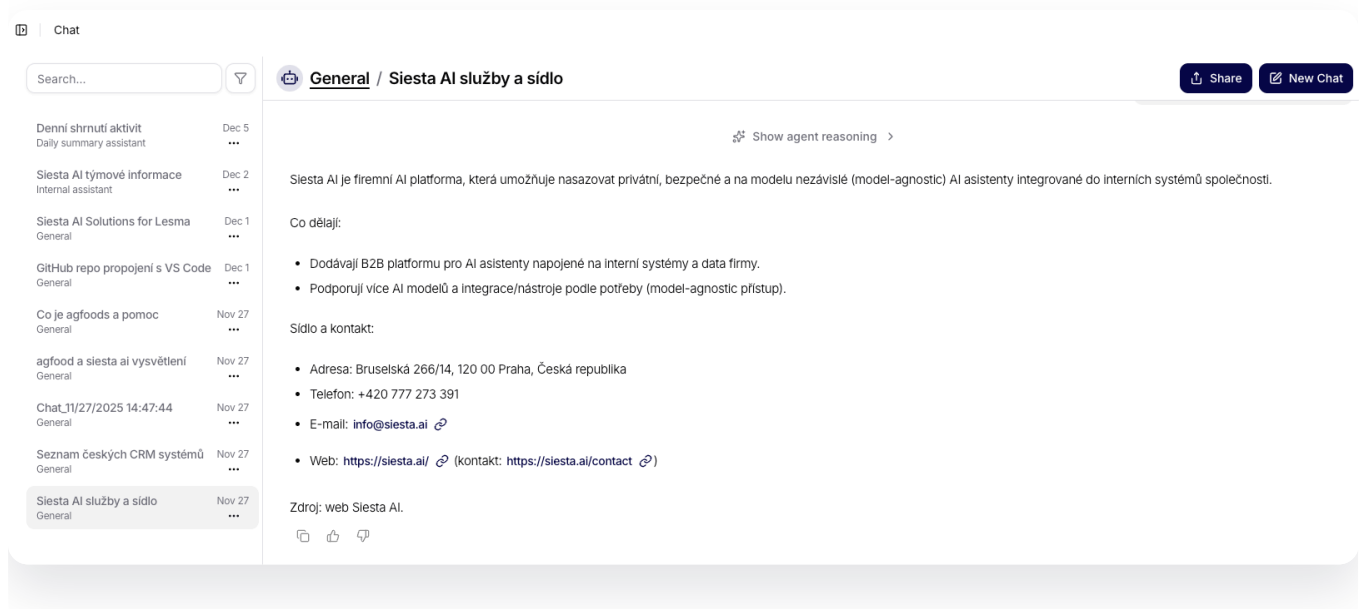 Chat
Search...
Denní shrnutí aktivit Dec 5
Daily summary assistant
Siesta AI týmové informace Dec 2
Internal assistant
Siesta AI Solutions for Lesma Dec 1
General
GitHub repo propojení s VS Code Dec 1
General
Co je agfoods a pomoc Nov 27
General
agfood a siesta ai vysvětlení Nov 27
General
Chat_11/27/2025 14:47:44 Nov 27
General
Seznam českých CRM systémů Nov 27
General
Siesta AI služby a sídlo Nov 27
General
General / Siesta AI služby a sídlo
Share
New Chat
Show agent reasoning
Siesta AI je firemní AI platforma, která umožňuje nasazovat privátní, bezpečné a na modelu nezávislé (model-agnostic) AI asistenty integrované do interních systémů společnosti.
Co dělají:
• Dodávají B2B platformu pro AI asistenty napojené na interní systémy a data firmy.
• Podporují více AI modelů a integrace/nástroje podle potřeby (model-agnostic přístup).
Sídlo a kontakt:
• Adresa: Bruselská 266/14, 120 00 Praha, Česká republika
• Telefon: +420 777 273 391
• E-mail: info@siesta.ai
• Web: https://siesta.ai/ (kontakt: https://siesta.ai/contact )
Zdroj: web Siesta AI.